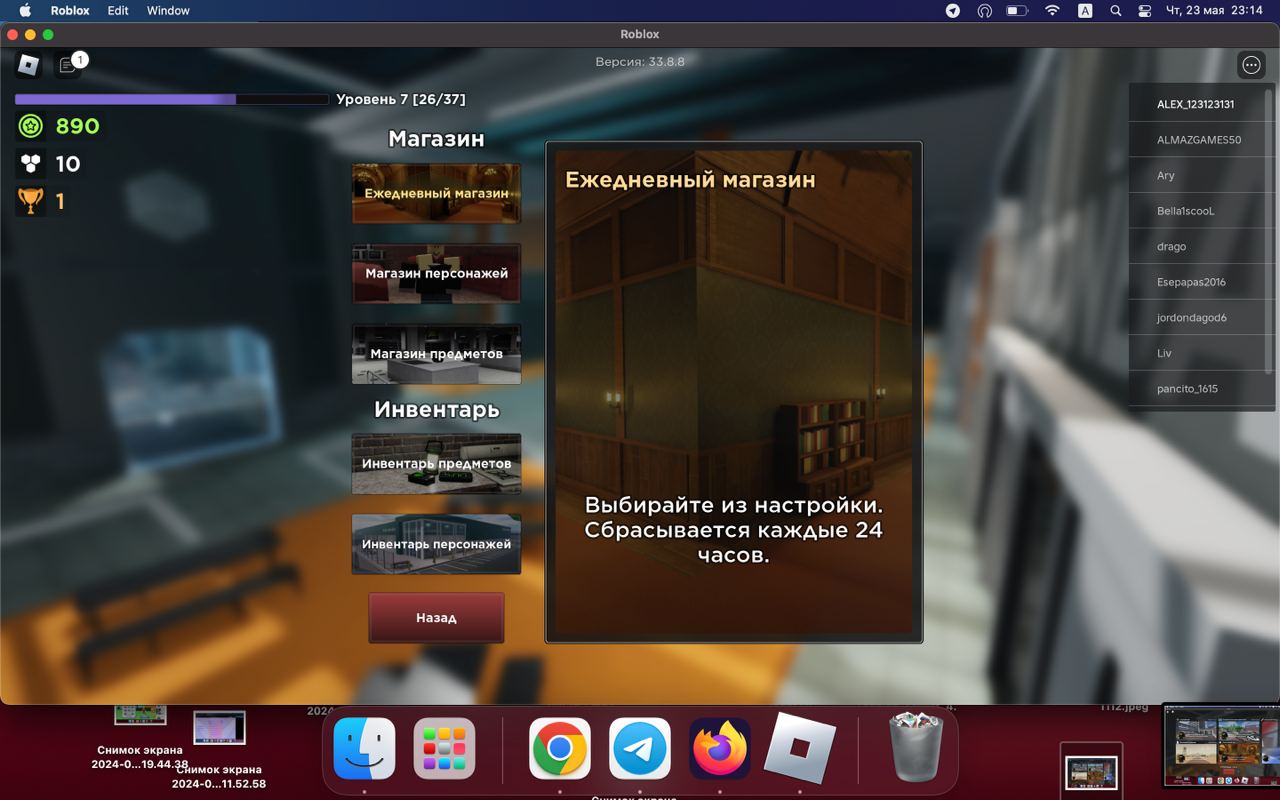 Roblox Edit Window
A
Чт, 23 мая 23:14
Roblox
1
Версия: 33.8.8
Уровень 7 [26/37]
890
10
1
Магазин
Ежедневный магазин
Магазин персонажей
Магазин предметов
Инвентарь
Инвентарь предметов
Инвентарь персонажей
Назад
Ежедневный магазин
Выбирайте из настройки.
Сбрасывается каждые 24
часов.
ALEX_123123131
ALMAZGAMES50
Ary
Bella1scooL
drago
Esepapas2016
jordondagod6
Liv
pancito_1615
Снимок экрана
2024-0...19.44.38
Снимок экрана
2024-0...11.52.58
2024
1112.jpeg
Снимок экрана